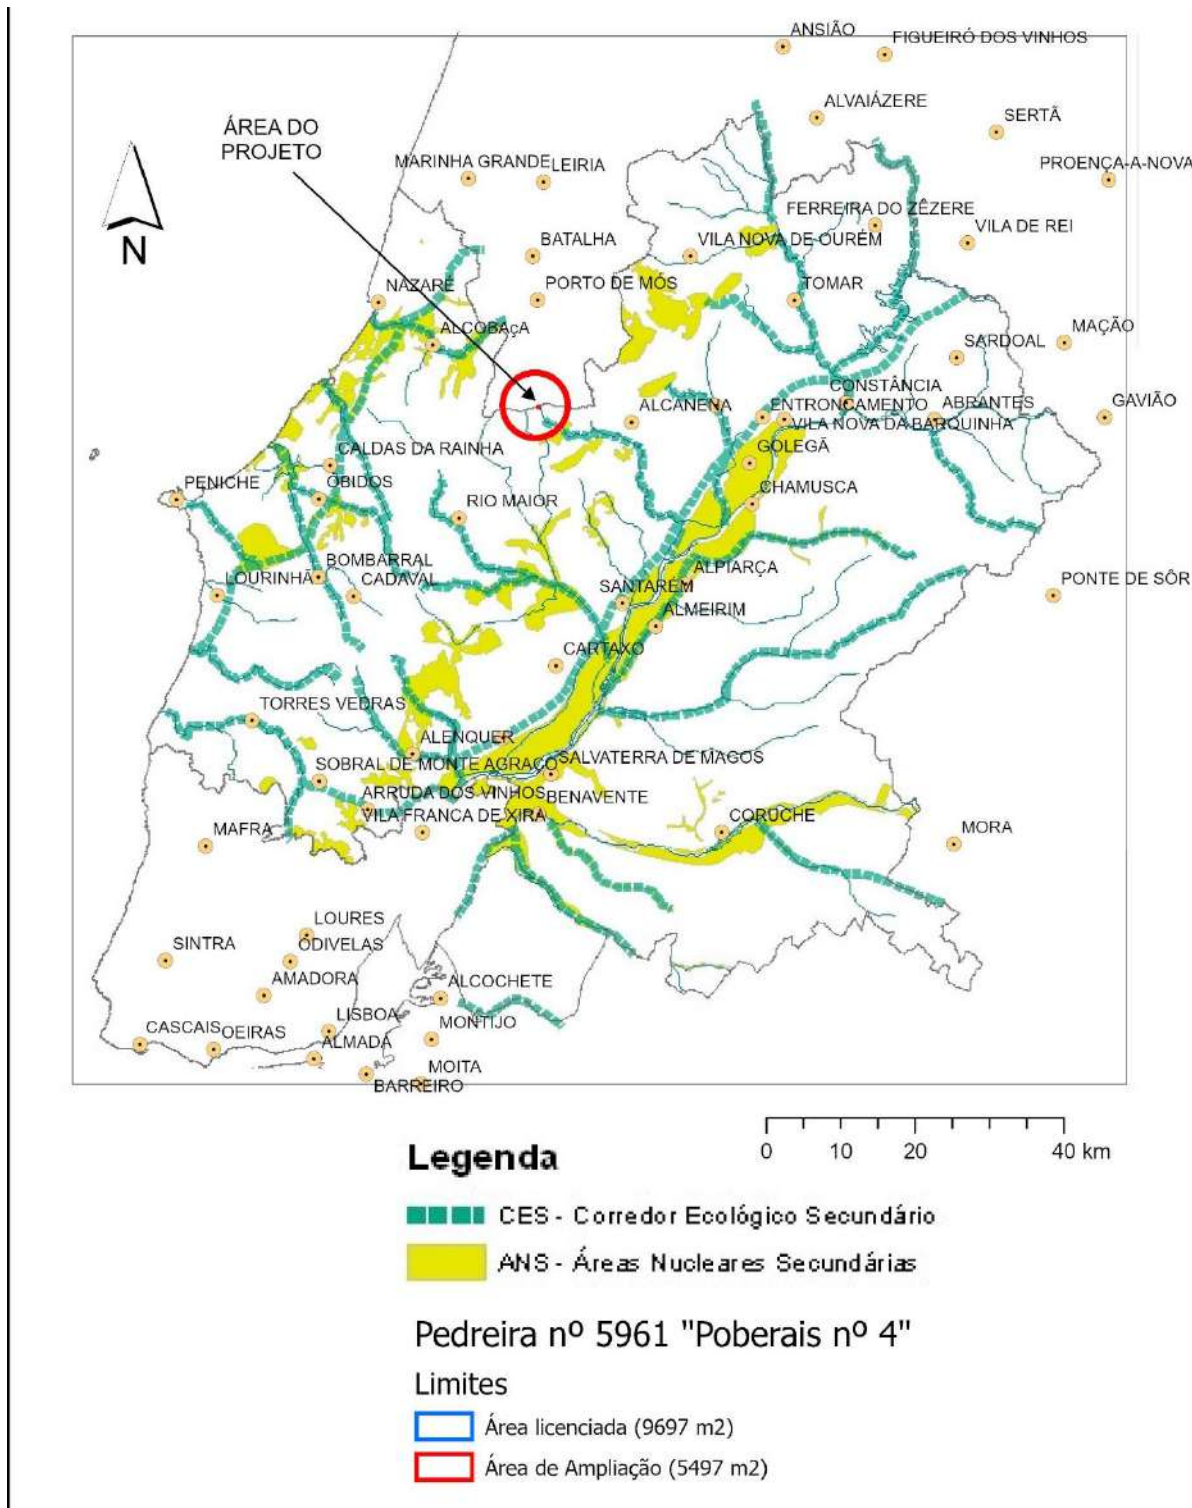 ANSIÃO
FIGUEIRÓ DOS VINHOS
ALVAIÁZERE
SERTÃ
ÁREA DO
PROJETO
MARINHA GRANDE
LEIRIA
PROENÇA-A-NOVA
FERREIRA DO ZÊZERE
VILA DE REI
N
BATALHA
VILA NOVA DE OURÉM
NAZARÉ
PORTO DE MÓS
TOMAR
ALCOBAçA
MAÇÃO
SARDOAL
CONSTÂNCIA
ALCANENA
ENTRONCAMENTO
ABRANTES
GAVIÃO
VILA NOVA DA BARQUINHA
GOLEGÃ
CALDAS DA RAINHA
PENICHE
ÓBIDOS
RIO MAIOR
CHAMUSCA
BOMBARRAL
LOURINHÃ
CADAVAL
ALPIARÇA
SANTARÉM
PONTE DE SÔR
ALMEIRIM
CARTAXO
TORRES VEDRAS
ALENQUER
SALVATERRA DE MAGOS
SOBRAL DE MONTE AGRAÇO
ARRUDA DOS VINHOS
BENAVENTE
VILA FRANCA DE XIRA
CORUCHE
MAFRA
MORA
LOURES
SINTRA
ODIVELAS
AMADORA
ALCOCHETE
LISBOA
MONTIJO
CASCAIS
OEIRAS
ALMADA
MOITA
BARREIRO
0 10 20 40 km
Legenda
CES - Corredor Ecológico Secundário
ANS - Áreas Nucleares Secundárias
Pedreira nº 5961 "Poberais nº 4"
Limites
Área licenciada (9697 m2)
Área de Ampliação (5497 m2)